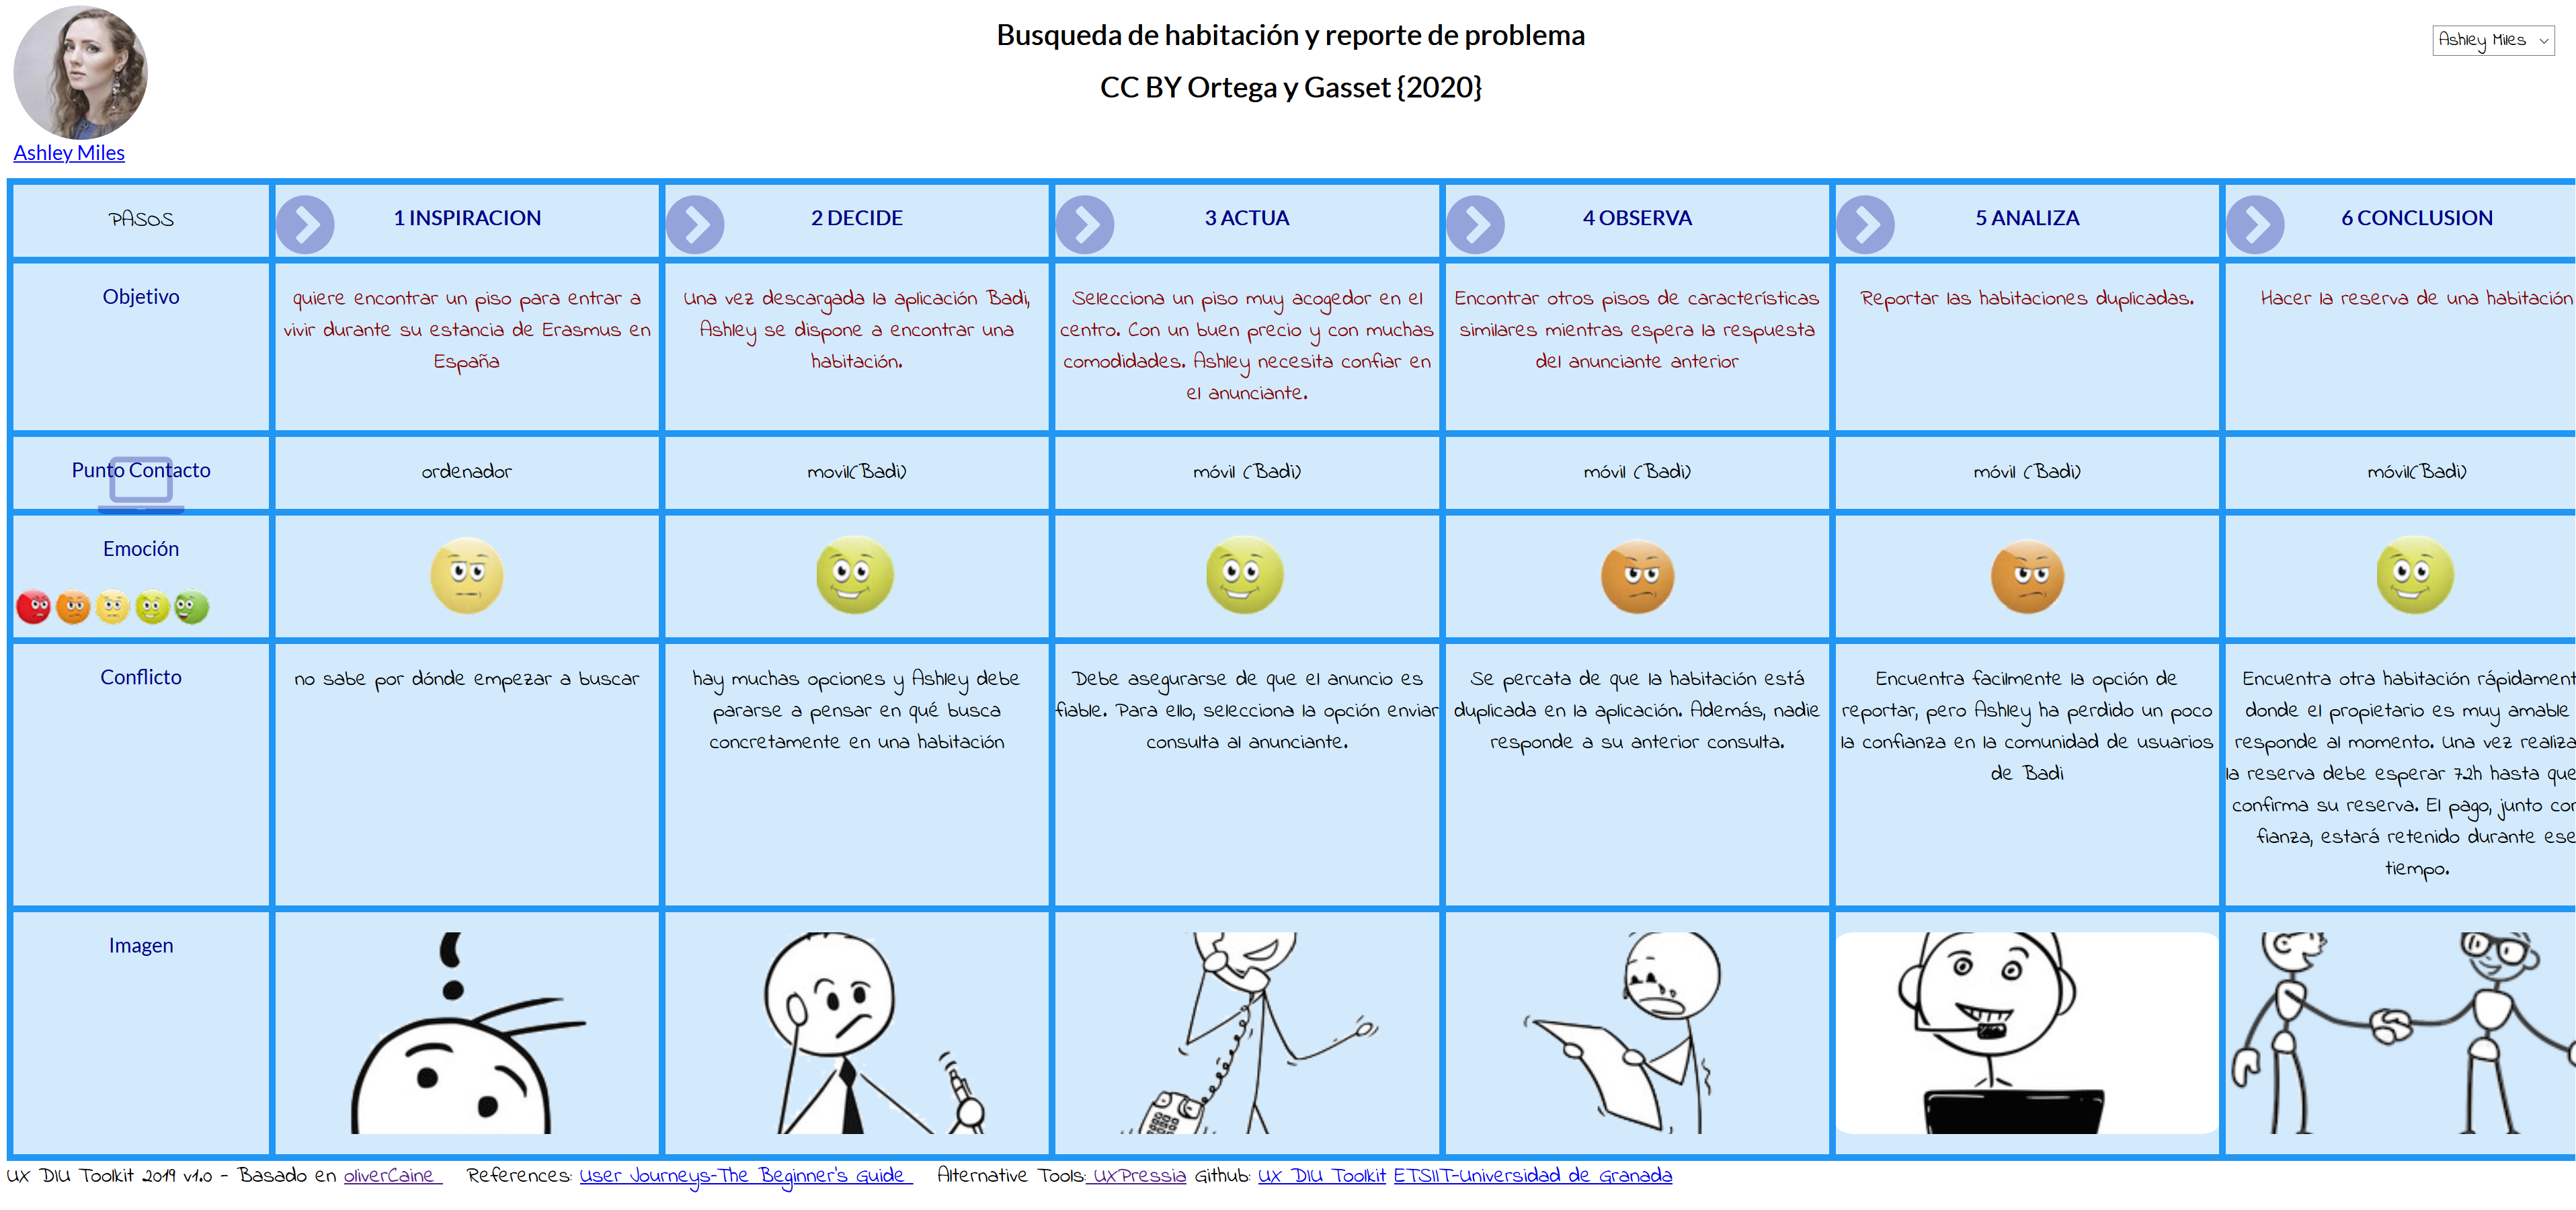 Busqueda de habitación y reporte de problema
CC BY Ortega y Gasset {2020}
Ashley Miles
Ashley Miles
PASOS
1 INSPIRACION
2 DECIDE
3 ACTUA
4 OBSERVA
5 ANALIZA
6 CONCLUSION
Objetivo
quiere encontrar un piso para entrar a
vivir durante su estancia de Erasmus en
España
Una vez descargada la aplicación Badi,
Ashley se dispone a encontrar una
habitación.
Selecciona un piso muy acogedor en el
centro. Con un buen precio y con muchas
comodidades. Ashley necesita confiar en
el anunciante.
Encontrar otros pisos de características
similares mientras espera la respuesta
del anunciante anterior
Reportar las habitaciones duplicadas.
Hacer la reserva de una habitación
Punto Contacto
ordenador
movil(Badi)
móvil (Badi)
móvil (Badi)
móvil (Badi)
móvil(Badi)
Emoción
Conflicto
no sabe por dónde empezar a buscar
hay muchas opciones y Ashley debe
pararse a pensar en qué busca
concretamente en una habitación
Debe asegurarse de que el anuncio es
fiable. Para ello, selecciona la opción enviar
consulta al anunciante.
Se percata de que la habitación está
duplicada en la aplicación. Además, nadie
responde a su anterior consulta.
Encuentra facilmente la opción de
reportar, pero Ashley ha perdido un poco
la confianza en la comunidad de usuarios
de Badi
Encuentra otra habitación rápidament
donde el propietario es muy amable
responde al momento. Una vez realiza
la reserva debe esperar 72h hasta que
confirma su reserva. El pago, junto con
fianza, estará retenido durante ese
tiempo.
Imagen
UX DIU Toolkit 2019 v1.0 - Basado en oliverCaine References: User Journeys-The Beginner's Guide Alternative Tools: UXPressia Github: UX DIU Toolkit ETSIIT-Universidad de Granada